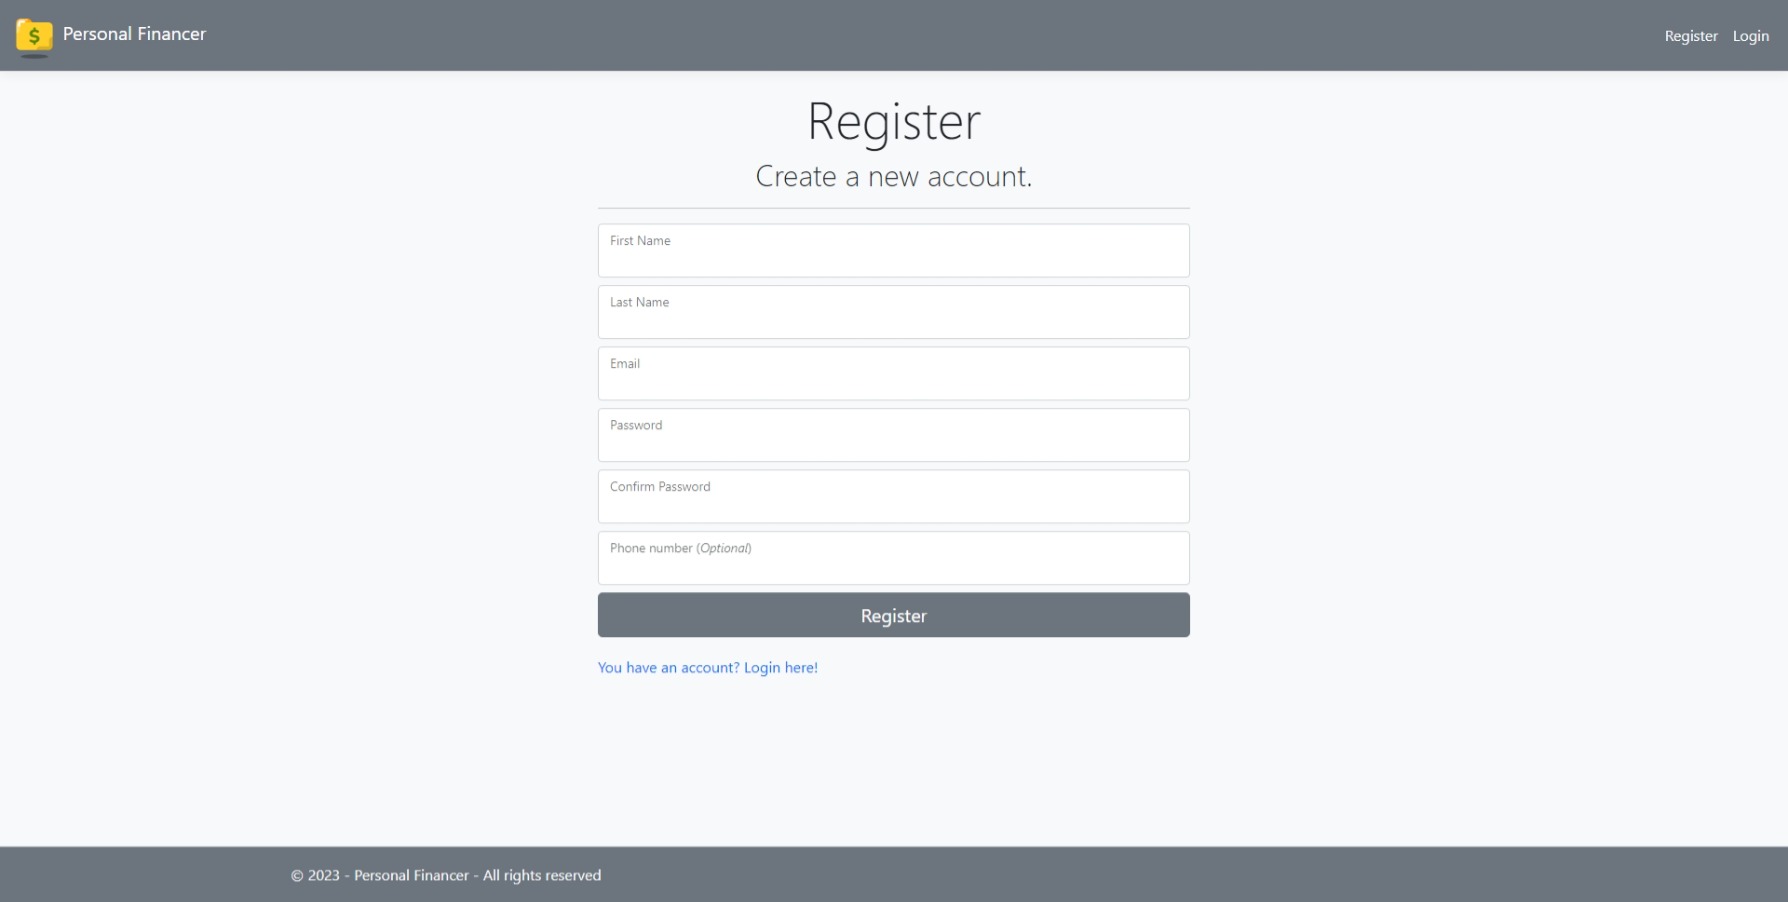 $
Personal Financer
Register
Login
Register
Create a new account.
First Name
Last Name
Email
Password
Confirm Password
Phone number (Optional)
Register
You have an account? Login here!
© 2023 - Personal Financer - All rights reserved